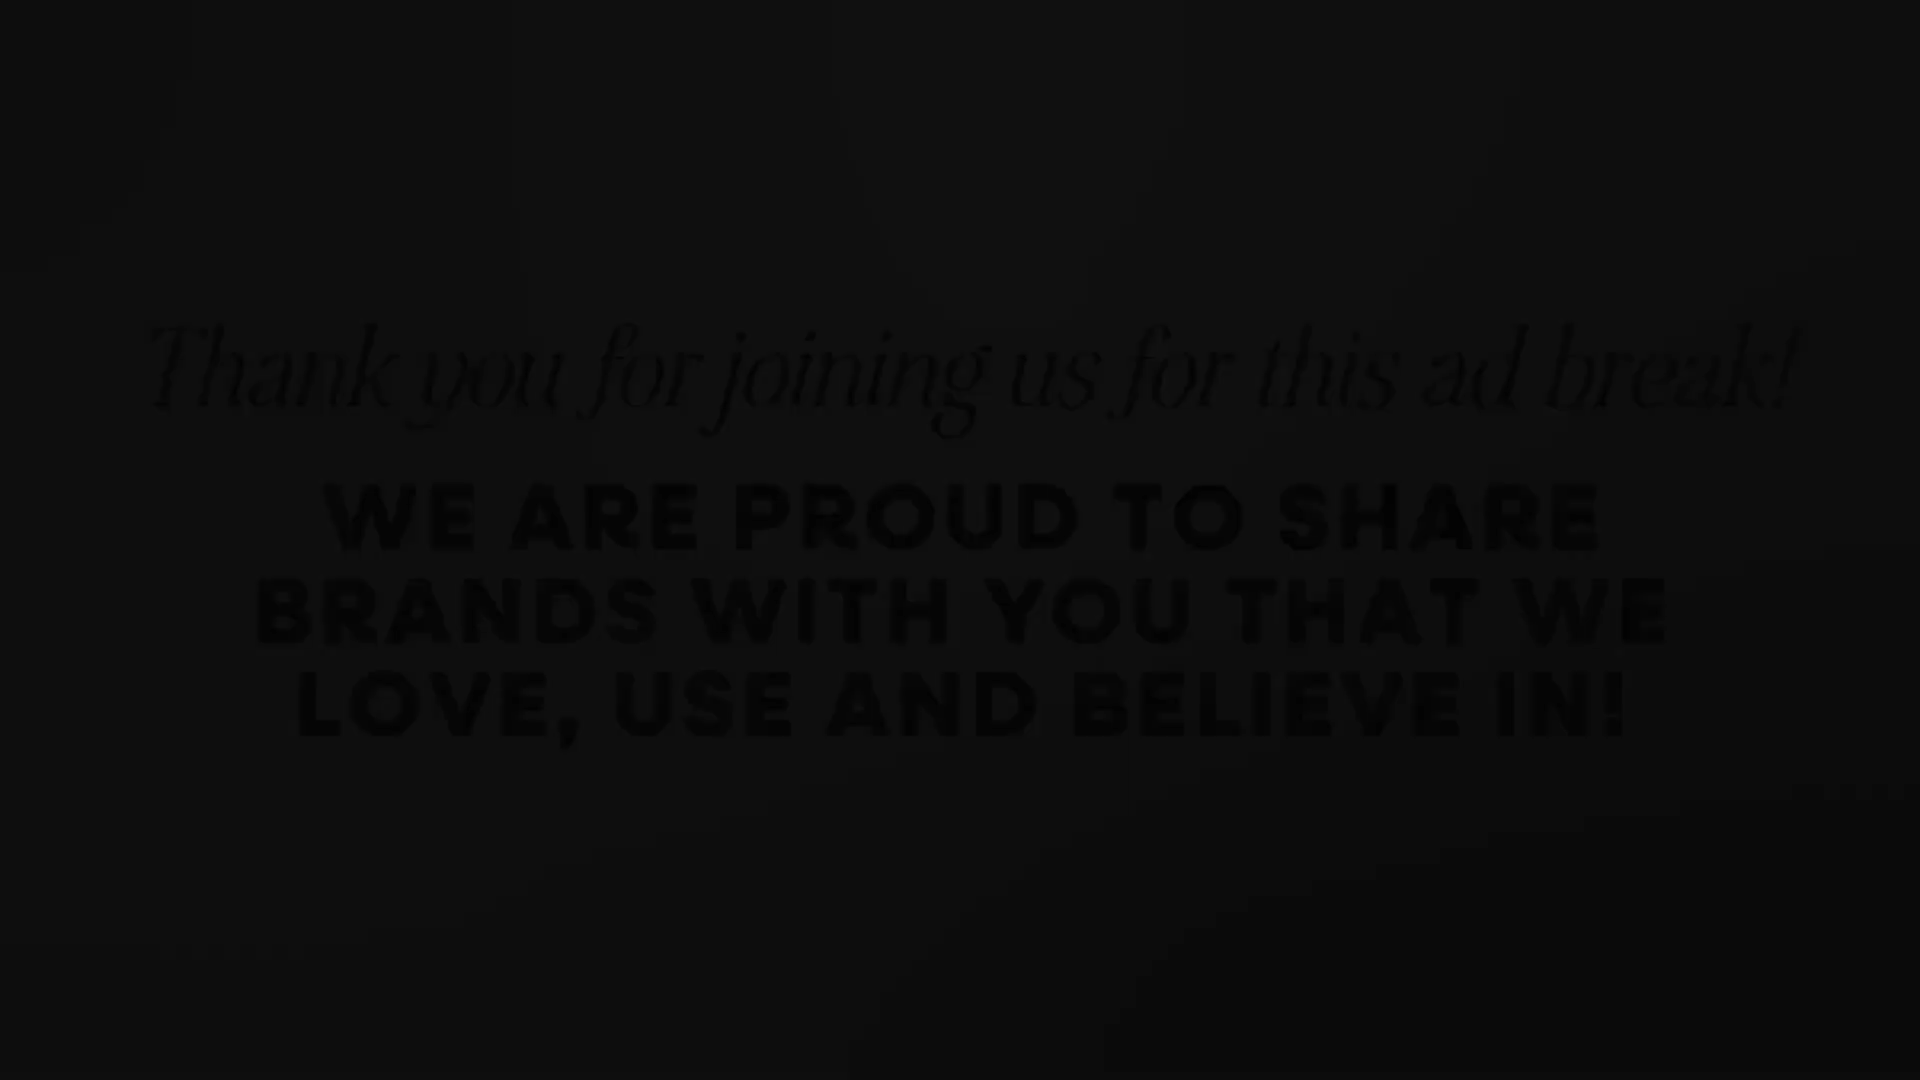 Thank you for joining us for this ad break!
WE ARE PROUD TO SHARE
BRANDS WITH YOU THAT WE
LOVE, USE AND BELIEVE IN!